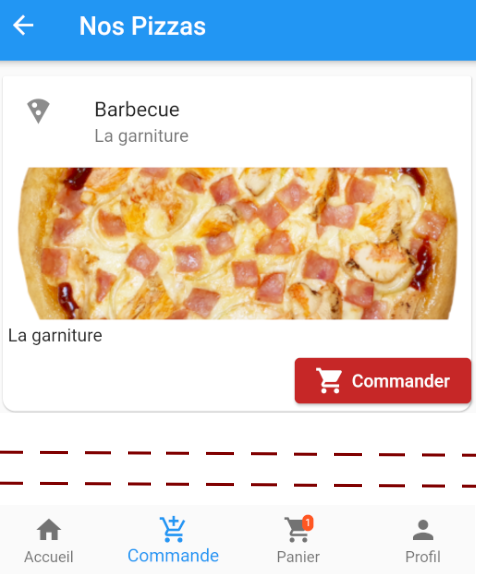 Nos Pizzas
Barbecue
La garniture
La garniture
Commander
1
Accueil
Commande
Panier
Profil